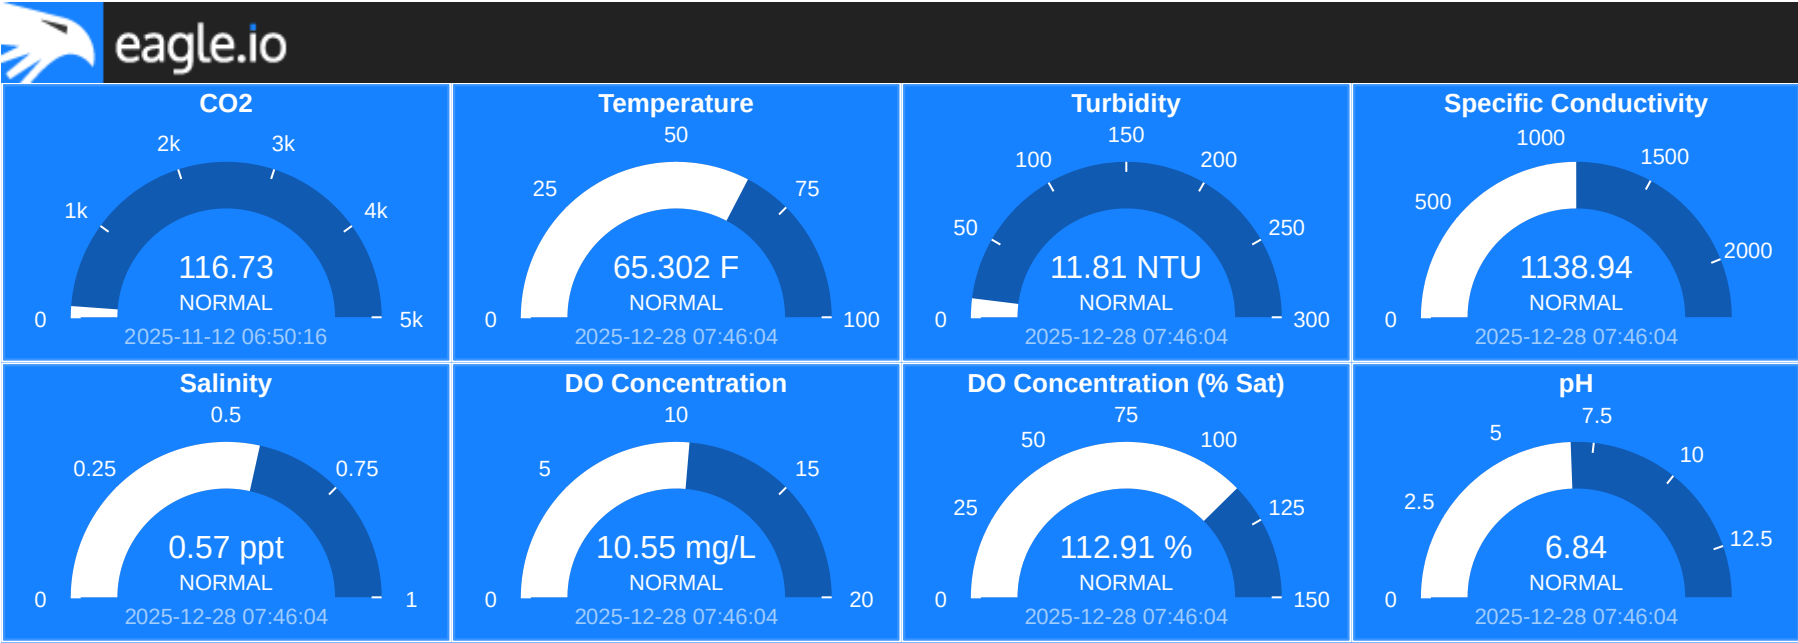 eagle.io
CO2
0
1k
2k
3k
4k
5k
116.73
NORMAL
2025-11-12 06:50:16
Temperature
0
25
50
75
100
65.302 F
NORMAL
2025-12-28 07:46:04
Turbidity
0
50
100
150
200
250
300
11.81 NTU
NORMAL
2025-12-28 07:46:04
Specific Conductivity
0
500
1000
1500
2000
1138.94
NORMAL
2025-12-28 07:46:04
Salinity
0
0.25
0.5
0.75
1
0.57 ppt
NORMAL
2025-12-28 07:46:04
DO Concentration
0
5
10
15
20
10.55 mg/L
NORMAL
2025-12-28 07:46:04
DO Concentration (% Sat)
0
25
50
75
100
125
150
112.91 %
NORMAL
2025-12-28 07:46:04
pH
0
2.5
5
7.5
10
12.5
6.84
NORMAL
2025-12-28 07:46:04